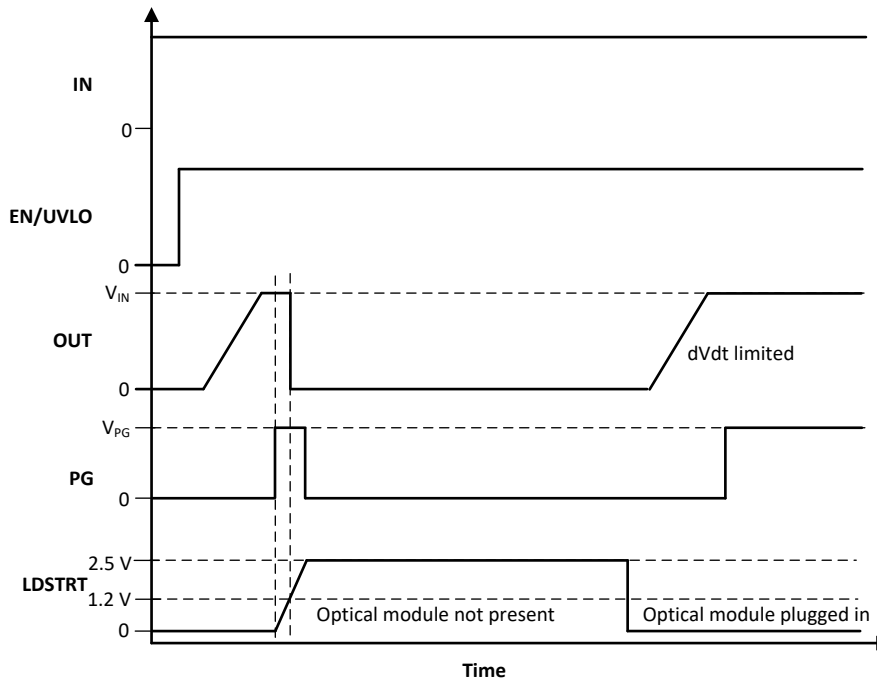 IN
0
EN/UVLO
0
VIN
OUT
dVdt limited
0
VPG
PG
0
2.5 V
LDSTRT
1.2 V
Optical module not present
Optical module plugged in
0
Time